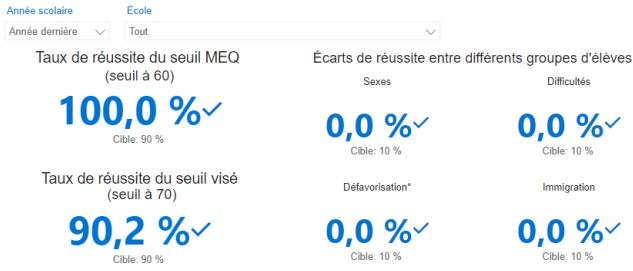 Année scolaire
École
Année dernière
Tout
Taux de réussite du seuil MEQ
(seuil à 60)
100,0 %
Cible: 90 %
Taux de réussite du seuil visé
(seuil à 70)
90,2 %
Cible: 90 %
Écarts de réussite entre différents groupes d'élèves
Sexes
0,0 %
Cible: 10 %
Difficultés
0,0 %
Cible: 10 %
Défavorisation*
0,0 %
Cible: 10 %
Immigration
0,0 %
Cible: 10 %